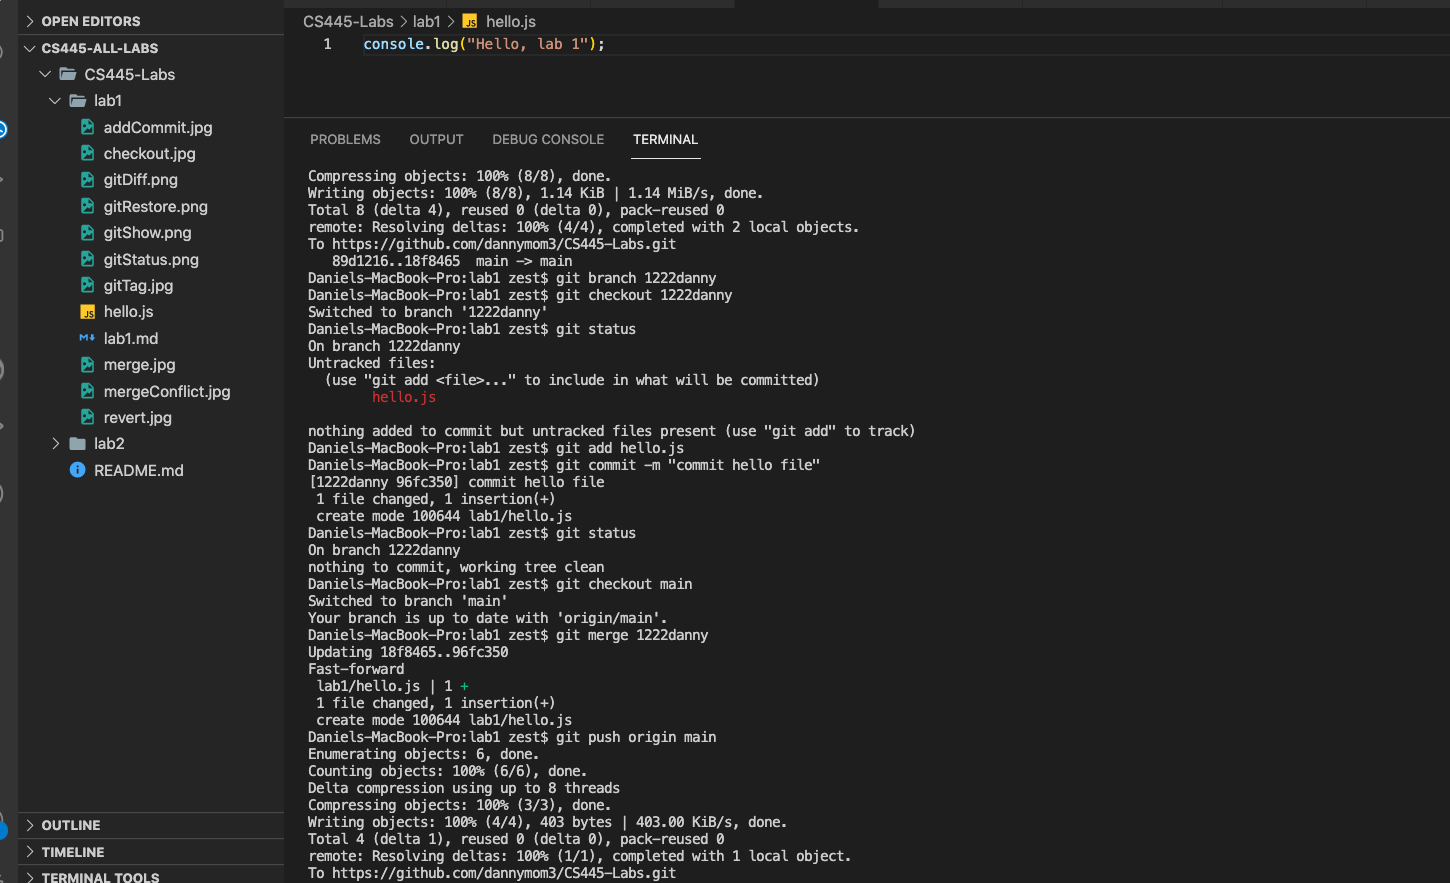 OPEN EDITORS
CS445-ALL-LABS
CS445-Labs
lab1
addCommit.jpg
checkout.jpg
gitDiff.png
gitRestore.png
gitShow.png
gitStatus.png
gitTag.jpg
JS hello.js
M lab1.md
merge.jpg
mergeConflict.jpg
revert.jpg
lab2
README.md
OUTLINE
TIMELINE
TERMINAL TOOLS
CS445-Labs > lab1 > JS hello.js
1 console.log("Hello, lab 1");
PROBLEMS OUTPUT DEBUG CONSOLE TERMINAL
Compressing objects: 100% (8/8), done.
Writing objects: 100% (8/8), 1.14 KiB | 1.14 MiB/s, done.
Total 8 (delta 4), reused 0 (delta 0), pack-reused 0
remote: Resolving deltas: 100% (4/4), completed with 2 local objects.
To https://github.com/dannymom3/CS445-Labs.git
89d1216..18f8465 main -> main
Daniels-MacBook-Pro:lab1 zest$ git branch 1222danny
Daniels-MacBook-Pro:lab1 zest$ git checkout 1222danny
Switched to branch '1222danny'
Daniels-MacBook-Pro:lab1 zest$ git status
On branch 1222danny
Untracked files:
(use "git add <file>..." to include in what will be committed)
hello.js
nothing added to commit but untracked files present (use "git add" to track)
Daniels-MacBook-Pro:lab1 zest$ git add hello.js
Daniels-MacBook-Pro:lab1 zest$ git commit -m "commit hello file"
[1222danny 96fc350] commit hello file
1 file changed, 1 insertion(+)
create mode 100644 lab1/hello.js
Daniels-MacBook-Pro:lab1 zest$ git status
On branch 1222danny
nothing to commit, working tree clean
Daniels-MacBook-Pro:lab1 zest$ git checkout main
Switched to branch 'main'
Your branch is up to date with 'origin/main'.
Daniels-MacBook-Pro:lab1 zest$ git merge 1222danny
Updating 18f8465..96fc350
Fast-forward
lab1/hello.js | 1 +
1 file changed, 1 insertion(+)
create mode 100644 lab1/hello.js
Daniels-MacBook-Pro:lab1 zest$ git push origin main
Enumerating objects: 6, done.
Counting objects: 100% (6/6), done.
Delta compression using up to 8 threads
Compressing objects: 100% (3/3), done.
Writing objects: 100% (4/4), 403 bytes | 403.00 KiB/s, done.
Total 4 (delta 1), reused 0 (delta 0), pack-reused 0
remote: Resolving deltas: 100% (1/1), completed with 1 local object.
To https://github.com/dannymom3/CS445-Labs.git